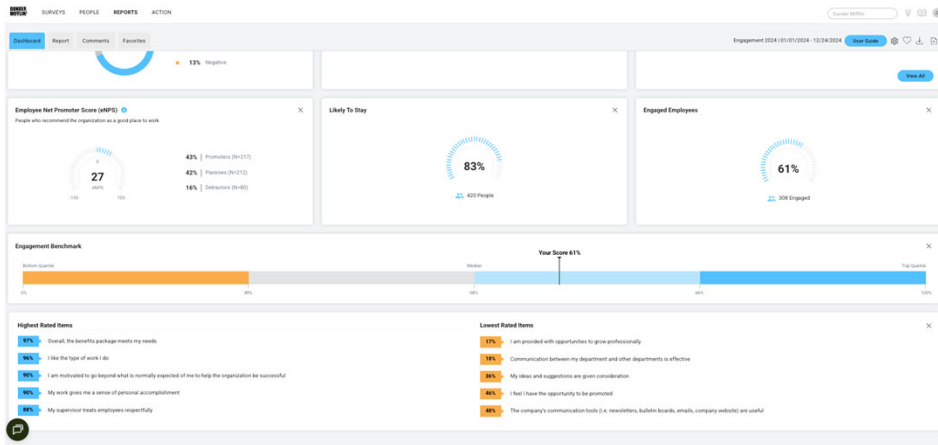 DUNDER MIFFLIN
SURVEYS PEOPLE REPORTS ACTION
Dunder Mifflin
Dashboard Report Comments Favorites
Engagement 2024 | 01/01/2024 - 12/24/2024 User Guide
13% Negative
View All
Employee Net Promoter Score (eNPS)
People who recommend the organization as a good place to work
0
27
eNPS
-100 100
43% | Promoters (N=217)
42% | Passives (N=212)
16% | Detractors (N=80)
Likely To Stay
83%
420 People
Engaged Employees
61%
308 Engaged
Engagement Benchmark
Your Score 61%
Bottom Quartile Median Top Quartile
0% 49% 58% 66% 100%
Highest Rated Items
97% Overall, the benefits package meets my needs
96% I like the type of work I do
90% I am motivated to go beyond what is normally expected of me to help the organization be successful
90% My work gives me a sense of personal accomplishment
88% My supervisor treats employees respectfully
Lowest Rated Items
17% I am provided with opportunities to grow professionally
18% Communication between my department and other departments is effective
36% My ideas and suggestions are given consideration
46% I feel I have the opportunity to be promoted
48% The company's communication tools (i.e. newsletters, bulletin boards, emails, company website) are useful